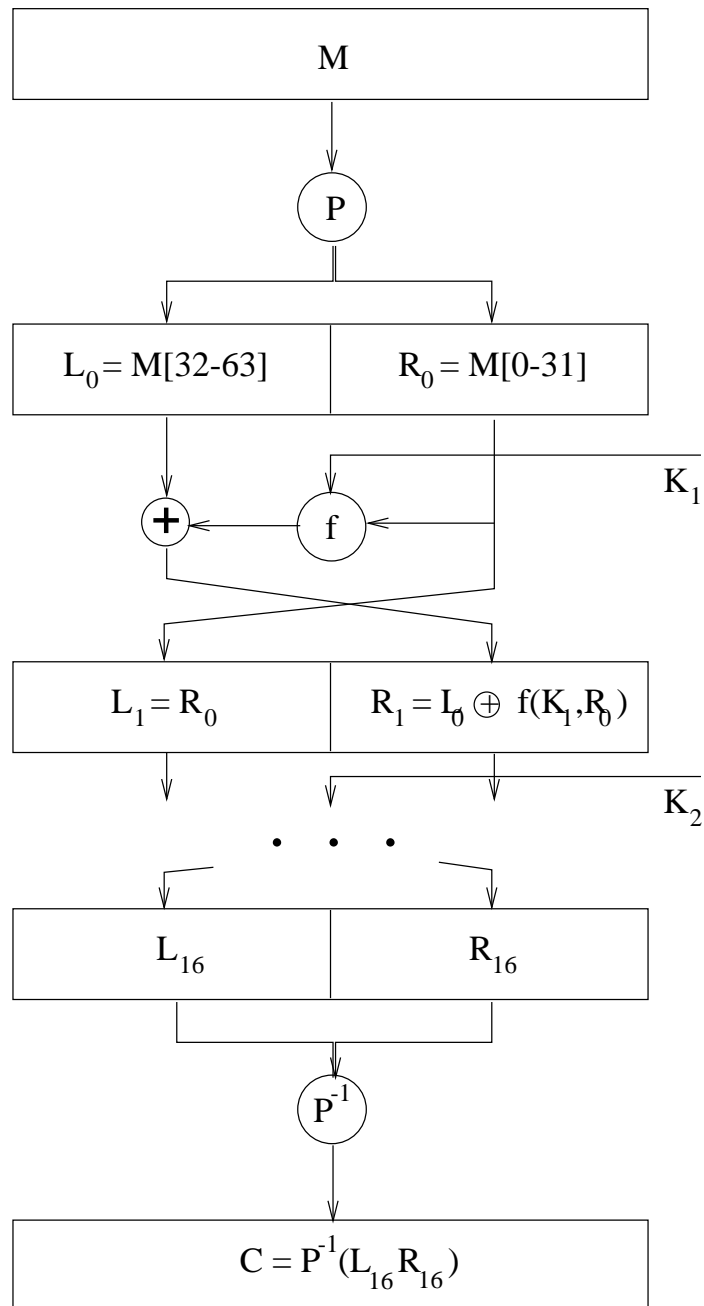 M
P
L₀ = M[32-63]
R₀ = M[0-31]
K₁
+
f
L₁ = R₀
R₁ = L₀ ⊕ f(K₁,R₀)
K₂
. . .
L₁₆
R₁₆
P⁻¹
C = P⁻¹(L₁₆R₁₆)